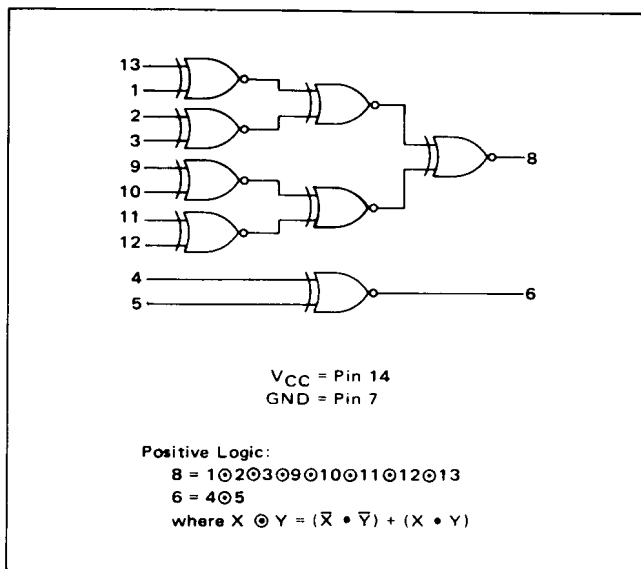 13
1
2
3
9
10
11
12
8
4
5
6
VCC = Pin 14
GND = Pin 7
Positive Logic:
8 = 1⊙2⊙3⊙9⊙10⊙11⊙12⊙13
6 = 4⊙5
where X ⊙ Y = (X̅ • Y̅) + (X • Y)